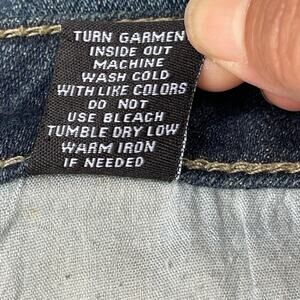 TURN GARMEN
INSIDE OUT
MACHINE
WASH COLD
WITH LIKE COLORS
DO NOT
USE BLEACH
TUMBLE DRY LOW
WARM IRON
IF NEEDED